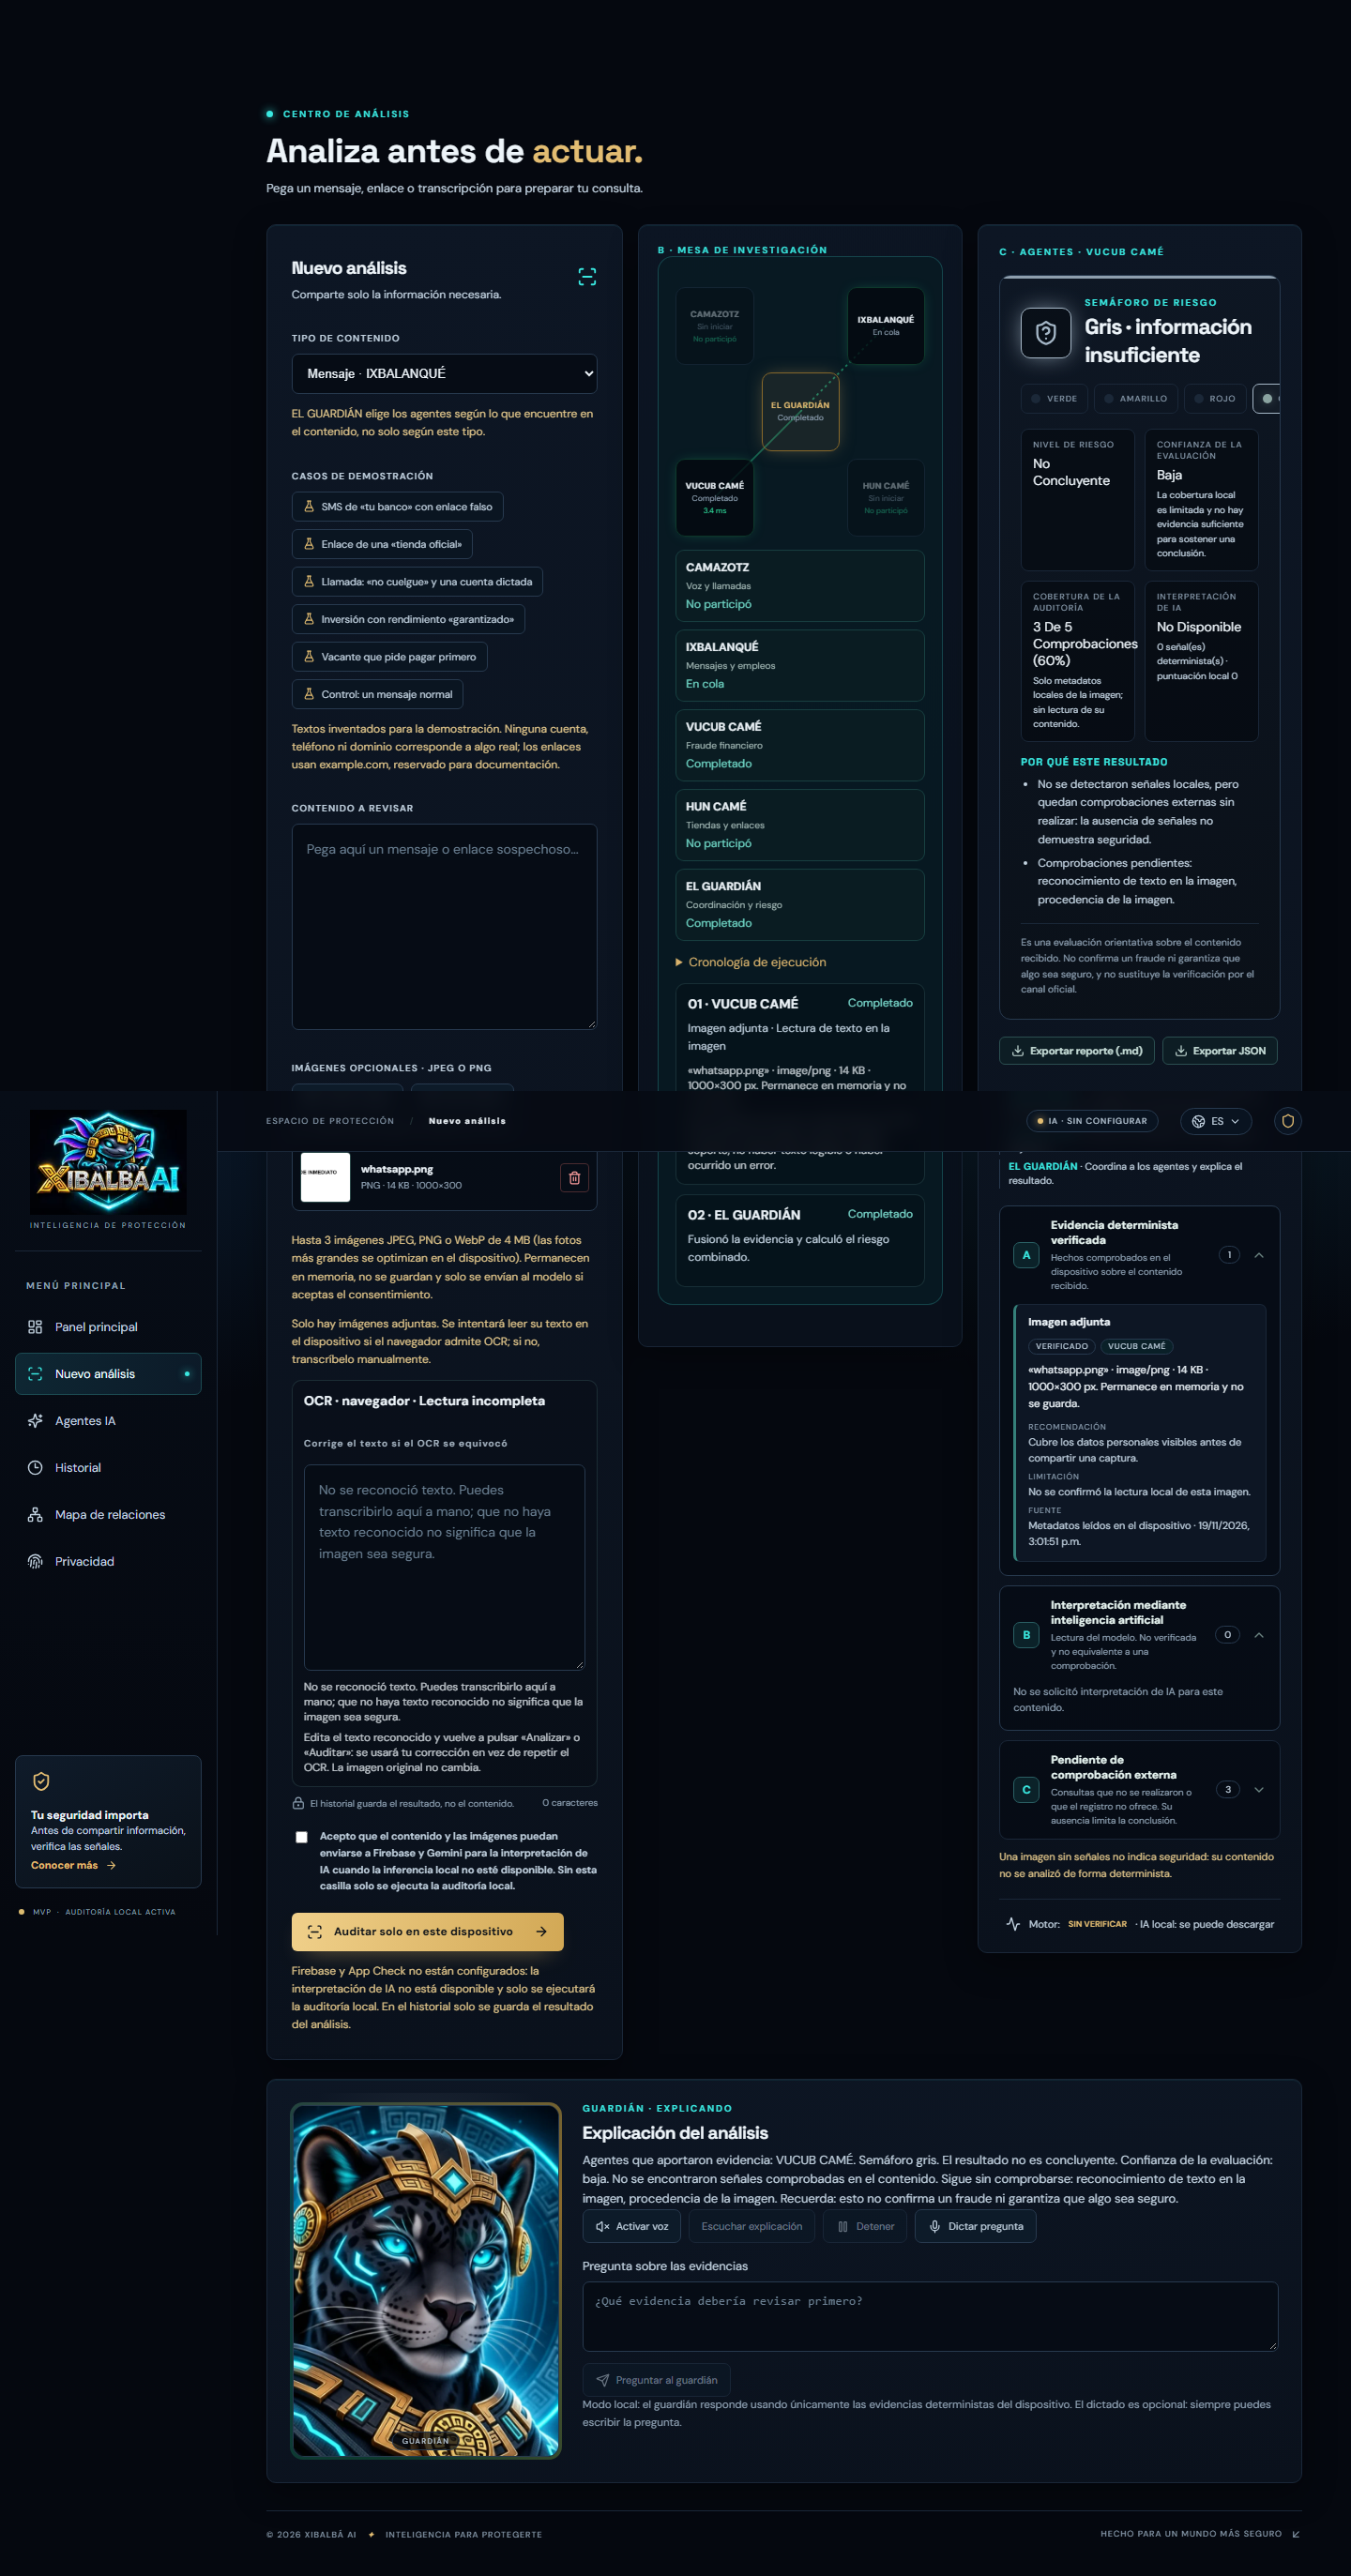 CENTRO DE ANÁLISIS
Analiza antes de actuar.
Pega un mensaje, enlace o transcripción para preparar tu consulta.
Nuevo análisis
Comparte solo la información necesaria.
TIPO DE CONTENIDO
Mensaje · IXBALANQUÉ
EL GUARDIÁN elige los agentes según lo que encuentre en
el contenido, no solo según este tipo.
CASOS DE DEMOSTRACIÓN
SMS de «tu banco» con enlace falso
Enlace de una «tienda oficial»
Llamada: «no cuelgue» y una cuenta dictada
Inversión con rendimiento «garantizado»
Vacante que pide pagar primero
Control: un mensaje normal
Textos inventados para la demostración. Ninguna cuenta,
teléfono ni dominio corresponde a algo real; los enlaces
usan example.com, reservado para documentación.
CONTENIDO A REVISAR
Pega aquí un mensaje o enlace sospechoso...
IMÁGENES OPCIONALES · JPEG O PNG
E INMEDIATO
whatsapp.png
PNG · 14 KB · 1000×300
Hasta 3 imágenes JPEG, PNG o WebP de 4 MB (las fotos
más grandes se optimizan en el dispositivo). Permanecen
en memoria, no se guardan y solo se envían al modelo si
aceptas el consentimiento.
Solo hay imágenes adjuntas. Se intentará leer su texto en
el dispositivo si el navegador admite OCR; si no,
transcríbelo manualmente.
OCR · navegador · Lectura incompleta
Corrige el texto si el OCR se equivocó
No se reconoció texto. Puedes
transcribirlo aquí a mano; que no haya
texto reconocido no significa que la
imagen sea segura.
No se reconoció texto. Puedes transcribirlo aquí a
mano; que no haya texto reconocido no significa que la
imagen sea segura.
Edita el texto reconocido y vuelve a pulsar «Analizar» o
«Auditar»: se usará tu corrección en vez de repetir el
OCR. La imagen original no cambia.
El historial guarda el resultado, no el contenido.
0 caracteres
Acepto que el contenido y las imágenes puedan
enviarse a Firebase y Gemini para la interpretación de
IA cuando la inferencia local no esté disponible. Sin esta
casilla solo se ejecuta la auditoría local.
Auditar solo en este dispositivo
Firebase y App Check no están configurados: la
interpretación de IA no está disponible y solo se ejecutará
la auditoría local. En el historial solo se guarda el resultado
del análisis.
B · MESA DE INVESTIGACIÓN
CAMAZOTZ
Sin iniciar
No participó
IXBALANQUÉ
En cola
EL GUARDIÁN
Completado
VUCUB CAMÉ
Completado
3.4 ms
HUN CAMÉ
Sin iniciar
No participó
CAMAZOTZ
Voz y llamadas
No participó
IXBALANQUÉ
Mensajes y empleos
En cola
VUCUB CAMÉ
Fraude financiero
Completado
HUN CAMÉ
Tiendas y enlaces
No participó
EL GUARDIÁN
Coordinación y riesgo
Completado
Cronología de ejecución
01 · VUCUB CAMÉ
Completado
Imagen adjunta · Lectura de texto en la
imagen
«whatsapp.png» · image/png · 14 KB ·
1000×300 px. Permanece en memoria y no
soporte, no haber texto legible o haber
ocurrido un error.
02 · EL GUARDIÁN
Completado
Fusionó la evidencia y calculó el riesgo
combinado.
C · AGENTES · VUCUB CAMÉ
SEMÁFORO DE RIESGO
Gris · información
insuficiente
VERDE
AMARILLO
ROJO
NIVEL DE RIESGO
No
Concluyente
CONFIANZA DE LA
EVALUACIÓN
Baja
La cobertura local
es limitada y no hay
evidencia suficiente
para sostener una
conclusión.
COBERTURA DE LA
AUDITORÍA
3 De 5
Comprobaciones
(60%)
Solo metadatos
locales de la imagen;
sin lectura de su
contenido.
INTERPRETACIÓN
DE IA
No Disponible
0 señal(es)
determinista(s) ·
puntuación local 0
POR QUÉ ESTE RESULTADO
• No se detectaron señales locales, pero
quedan comprobaciones externas sin
realizar: la ausencia de señales no
demuestra seguridad.
• Comprobaciones pendientes:
reconocimiento de texto en la imagen,
procedencia de la imagen.
Es una evaluación orientativa sobre el contenido
recibido. No confirma un fraude ni garantiza que
algo sea seguro, y no sustituye la verificación por el
canal oficial.
Exportar reporte (.md)
Exportar JSON
EL GUARDIÁN · Coordina a los agentes y explica el
resultado.
A
Evidencia determinista
verificada
Hechos comprobados en el
dispositivo sobre el contenido
recibido.
1
Imagen adjunta
VERIFICADO
VUCUB CAMÉ
«whatsapp.png» · image/png · 14 KB ·
1000×300 px. Permanece en memoria y no
se guarda.
RECOMENDACIÓN
Cubre los datos personales visibles antes de
compartir una captura.
LIMITACIÓN
No se confirmó la lectura local de esta imagen.
FUENTE
Metadatos leídos en el dispositivo · 19/11/2026,
3:01:51 p.m.
B
Interpretación mediante
inteligencia artificial
Lectura del modelo. No verificada
y no equivalente a una
comprobación.
0
No se solicitó interpretación de IA para este
contenido.
C
Pendiente de
comprobación externa
Consultas que no se realizaron o
que el registro no ofrece. Su
ausencia limita la conclusión.
3
Una imagen sin señales no indica seguridad: su contenido
no se analizó de forma determinista.
Motor: SIN VERIFICAR · IA local: se puede descargar
ESPACIO DE PROTECCIÓN / Nuevo análisis
IA · SIN CONFIGURAR
ES
XIBALBÁ AI
INTELIGENCIA DE PROTECCIÓN
MENÚ PRINCIPAL
Panel principal
Nuevo análisis
Agentes IA
Historial
Mapa de relaciones
Privacidad
Tu seguridad importa
Antes de compartir información,
verifica las señales.
Conocer más
MVP · AUDITORÍA LOCAL ACTIVA
GUARDIÁN
GUARDIÁN · EXPLICANDO
Explicación del análisis
Agentes que aportaron evidencia: VUCUB CAMÉ. Semáforo gris. El resultado no es concluyente. Confianza de la evaluación:
baja. No se encontraron señales comprobadas en el contenido. Sigue sin comprobarse: reconocimiento de texto en la
imagen, procedencia de la imagen. Recuerda: esto no confirma un fraude ni garantiza que algo sea seguro.
Activar voz
Escuchar explicación
Detener
Dictar pregunta
Pregunta sobre las evidencias
¿Qué evidencia debería revisar primero?
Preguntar al guardián
Modo local: el guardián responde usando únicamente las evidencias deterministas del dispositivo. El dictado es opcional: siempre puedes
escribir la pregunta.
© 2026 XIBALBÁ AI
INTELIGENCIA PARA PROTEGERTE
HECHO PARA UN MUNDO MÁS SEGURO